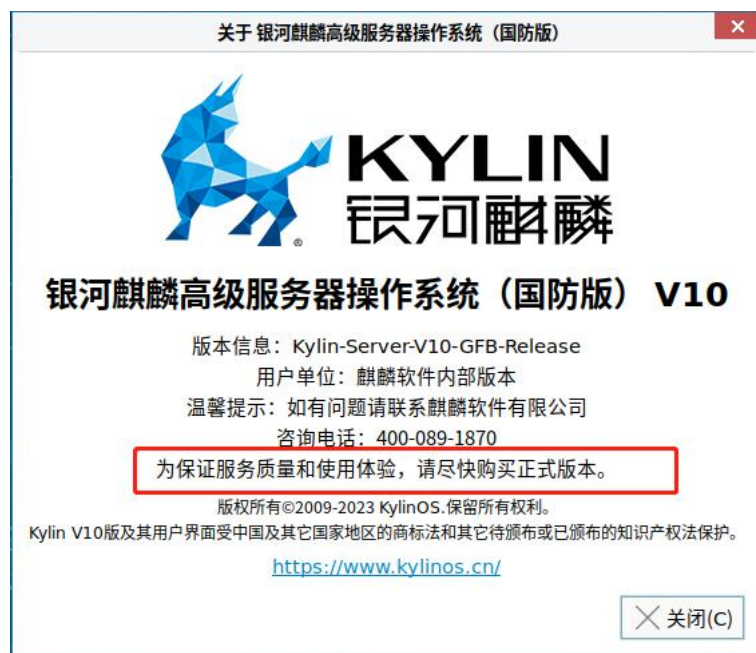 关于 银河麒麟高级服务器操作系统（国防版）
KYLIN
银河麒麟
®
银河麒麟高级服务器操作系统（国防版） V10
版本信息：Kylin-Server-V10-GFB-Release
用户单位：麒麟软件内部版本
温馨提示：如有问题请联系麒麟软件有限公司
咨询电话：400-089-1870
为保证服务质量和使用体验，请尽快购买正式版本。
版权所有©2009-2023 KylinOS.保留所有权利。
Kylin V10版及其用户界面受中国及其它国家地区的商标法和其它待颁布或已颁布的知识产权法保护。
https://www.kylinos.cn/
关闭(C)